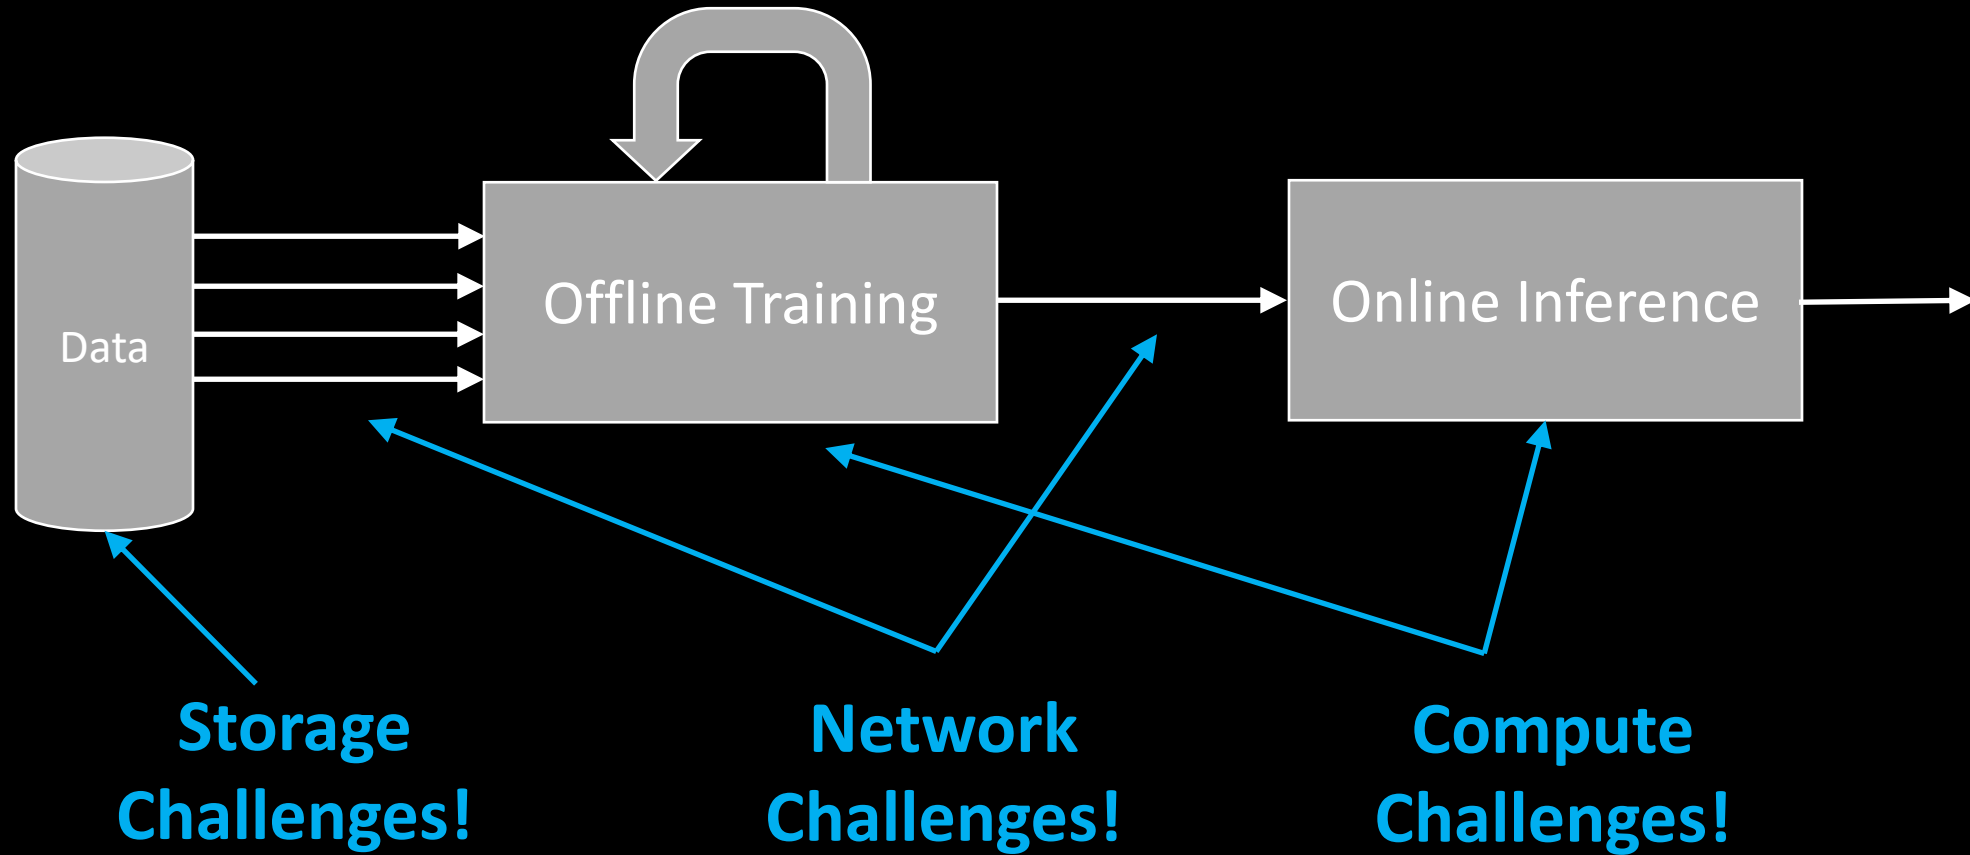 Data
Offline Training
Online Inference
Storage
Challenges!
Network
Challenges!
Compute
Challenges!